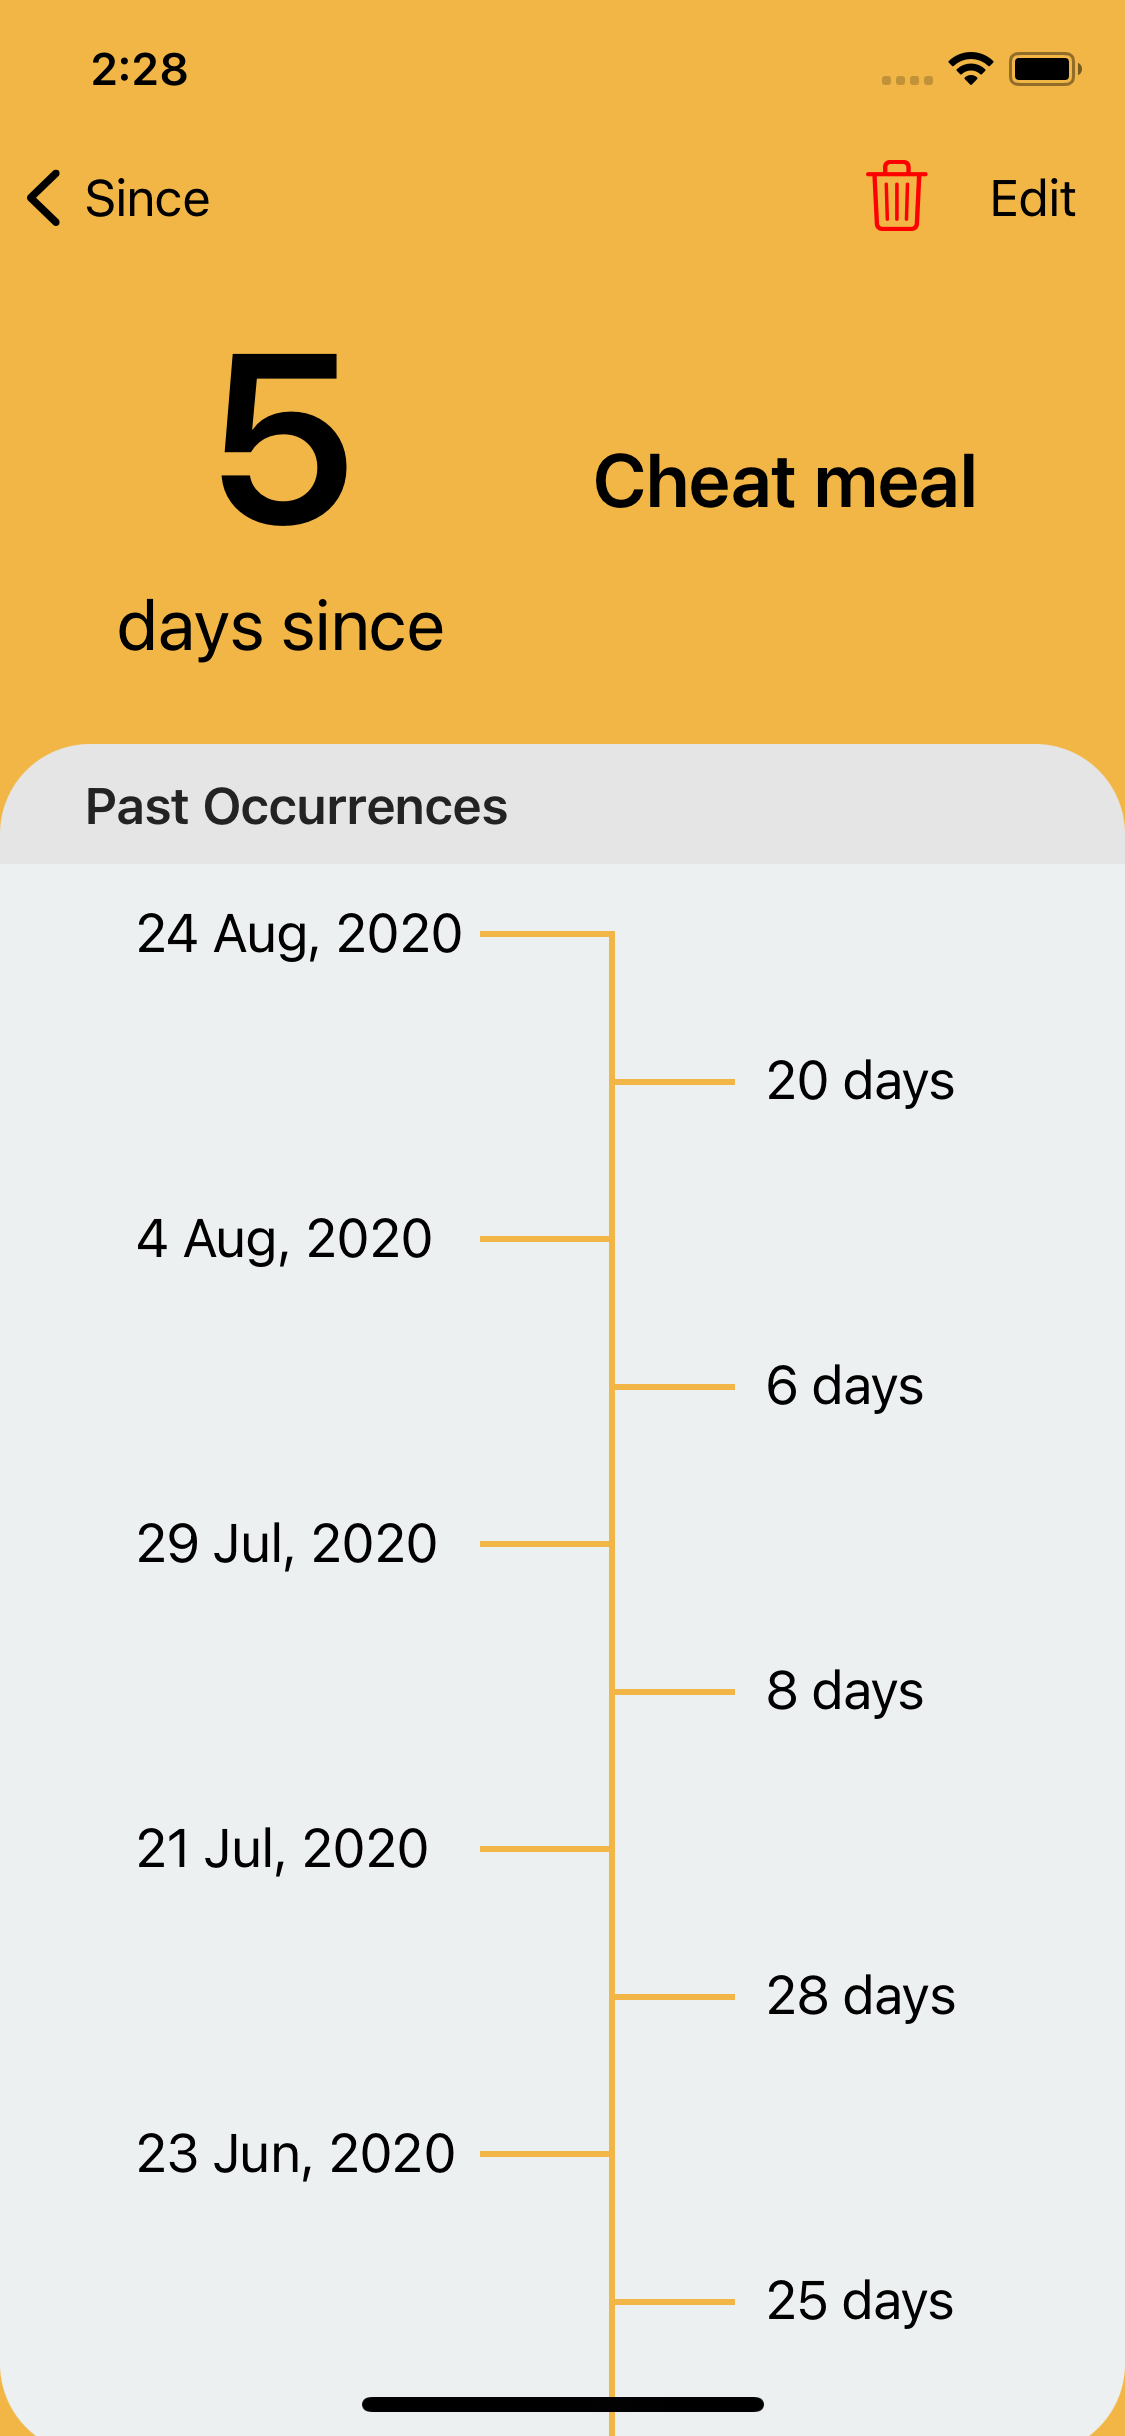 2:28
Since
Edit
5
days since
Cheat meal
Past Occurrences
24 Aug, 2020
20 days
4 Aug, 2020
6 days
29 Jul, 2020
8 days
21 Jul, 2020
28 days
23 Jun, 2020
25 days